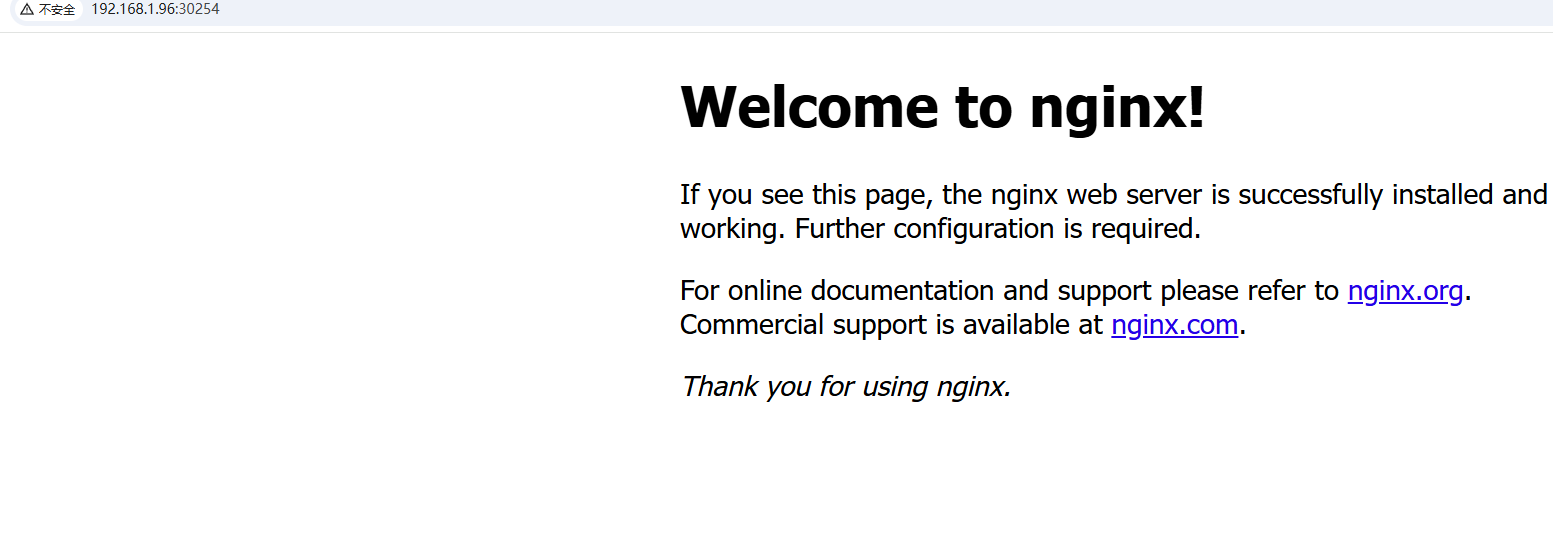 不安全 192.168.1.96:30254
Welcome to nginx!
If you see this page, the nginx web server is successfully installed and
working. Further configuration is required.
For online documentation and support please refer to nginx.org.
Commercial support is available at nginx.com.
Thank you for using nginx.